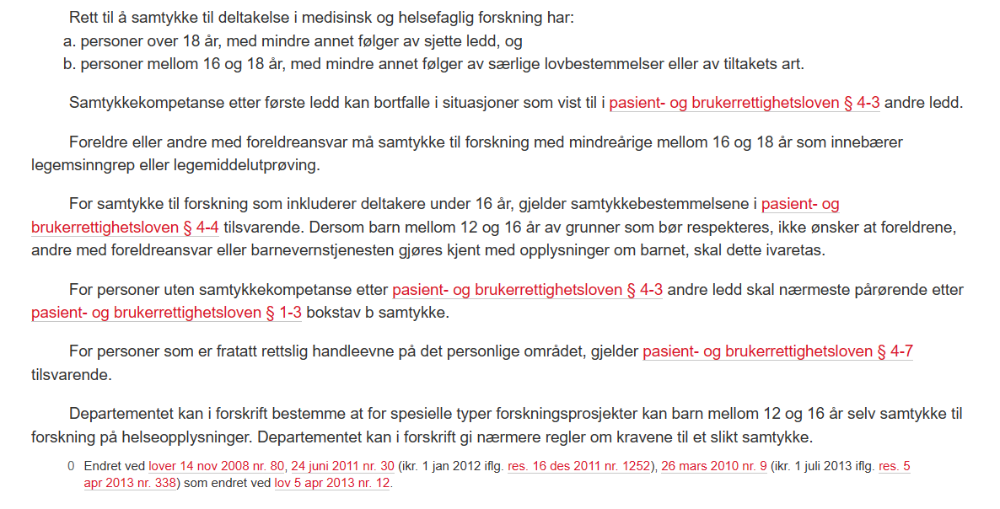 Rett til å samtykke til deltakelse i medisinsk og helsefaglig forskning har:
a. personer over 18 år, med mindre annet følger av sjette ledd, og
b. personer mellom 16 og 18 år, med mindre annet følger av særlige lovbestemmelser eller av tiltakets art.
Samtykkekompetanse etter første ledd kan bortfalle i situasjoner som vist til i pasient- og brukerrettighetsloven § 4-3 andre ledd.
Foreldre eller andre med foreldreansvar må samtykke til forskning med mindreårige mellom 16 og 18 år som innebærer
legemsinngrep eller legemiddelutprøving.
For samtykke til forskning som inkluderer deltakere under 16 år, gjelder samtykkebestemmelsene i pasient- og
brukerrettighetsloven § 4-4 tilsvarende. Dersom barn mellom 12 og 16 år av grunner som bør respekteres, ikke ønsker at foreldrene,
andre med foreldreansvar eller barnevernstjenesten gjøres kjent med opplysninger om barnet, skal dette ivaretas.
For personer uten samtykkekompetanse etter pasient- og brukerrettighetsloven § 4-3 andre ledd skal nærmeste pårørende etter
pasient- og brukerrettighetsloven § 1-3 bokstav b samtykke.
For personer som er fratatt rettslig handleevne på det personlige området, gjelder pasient- og brukerrettighetsloven § 4-7
tilsvarende.
Departementet kan i forskrift bestemme at for spesielle typer forskningsprosjekter kan barn mellom 12 og 16 år selv samtykke til
forskning på helseopplysninger. Departementet kan i forskrift gi nærmere regler om kravene til et slikt samtykke.
0 Endret ved lover 14 nov 2008 nr. 80, 24 juni 2011 nr. 30 (ikr. 1 jan 2012 iflg. res. 16 des 2011 nr. 1252), 26 mars 2010 nr. 9 (ikr. 1 juli 2013 iflg. res. 5
apr 2013 nr. 338) som endret ved lov 5 apr 2013 nr. 12.